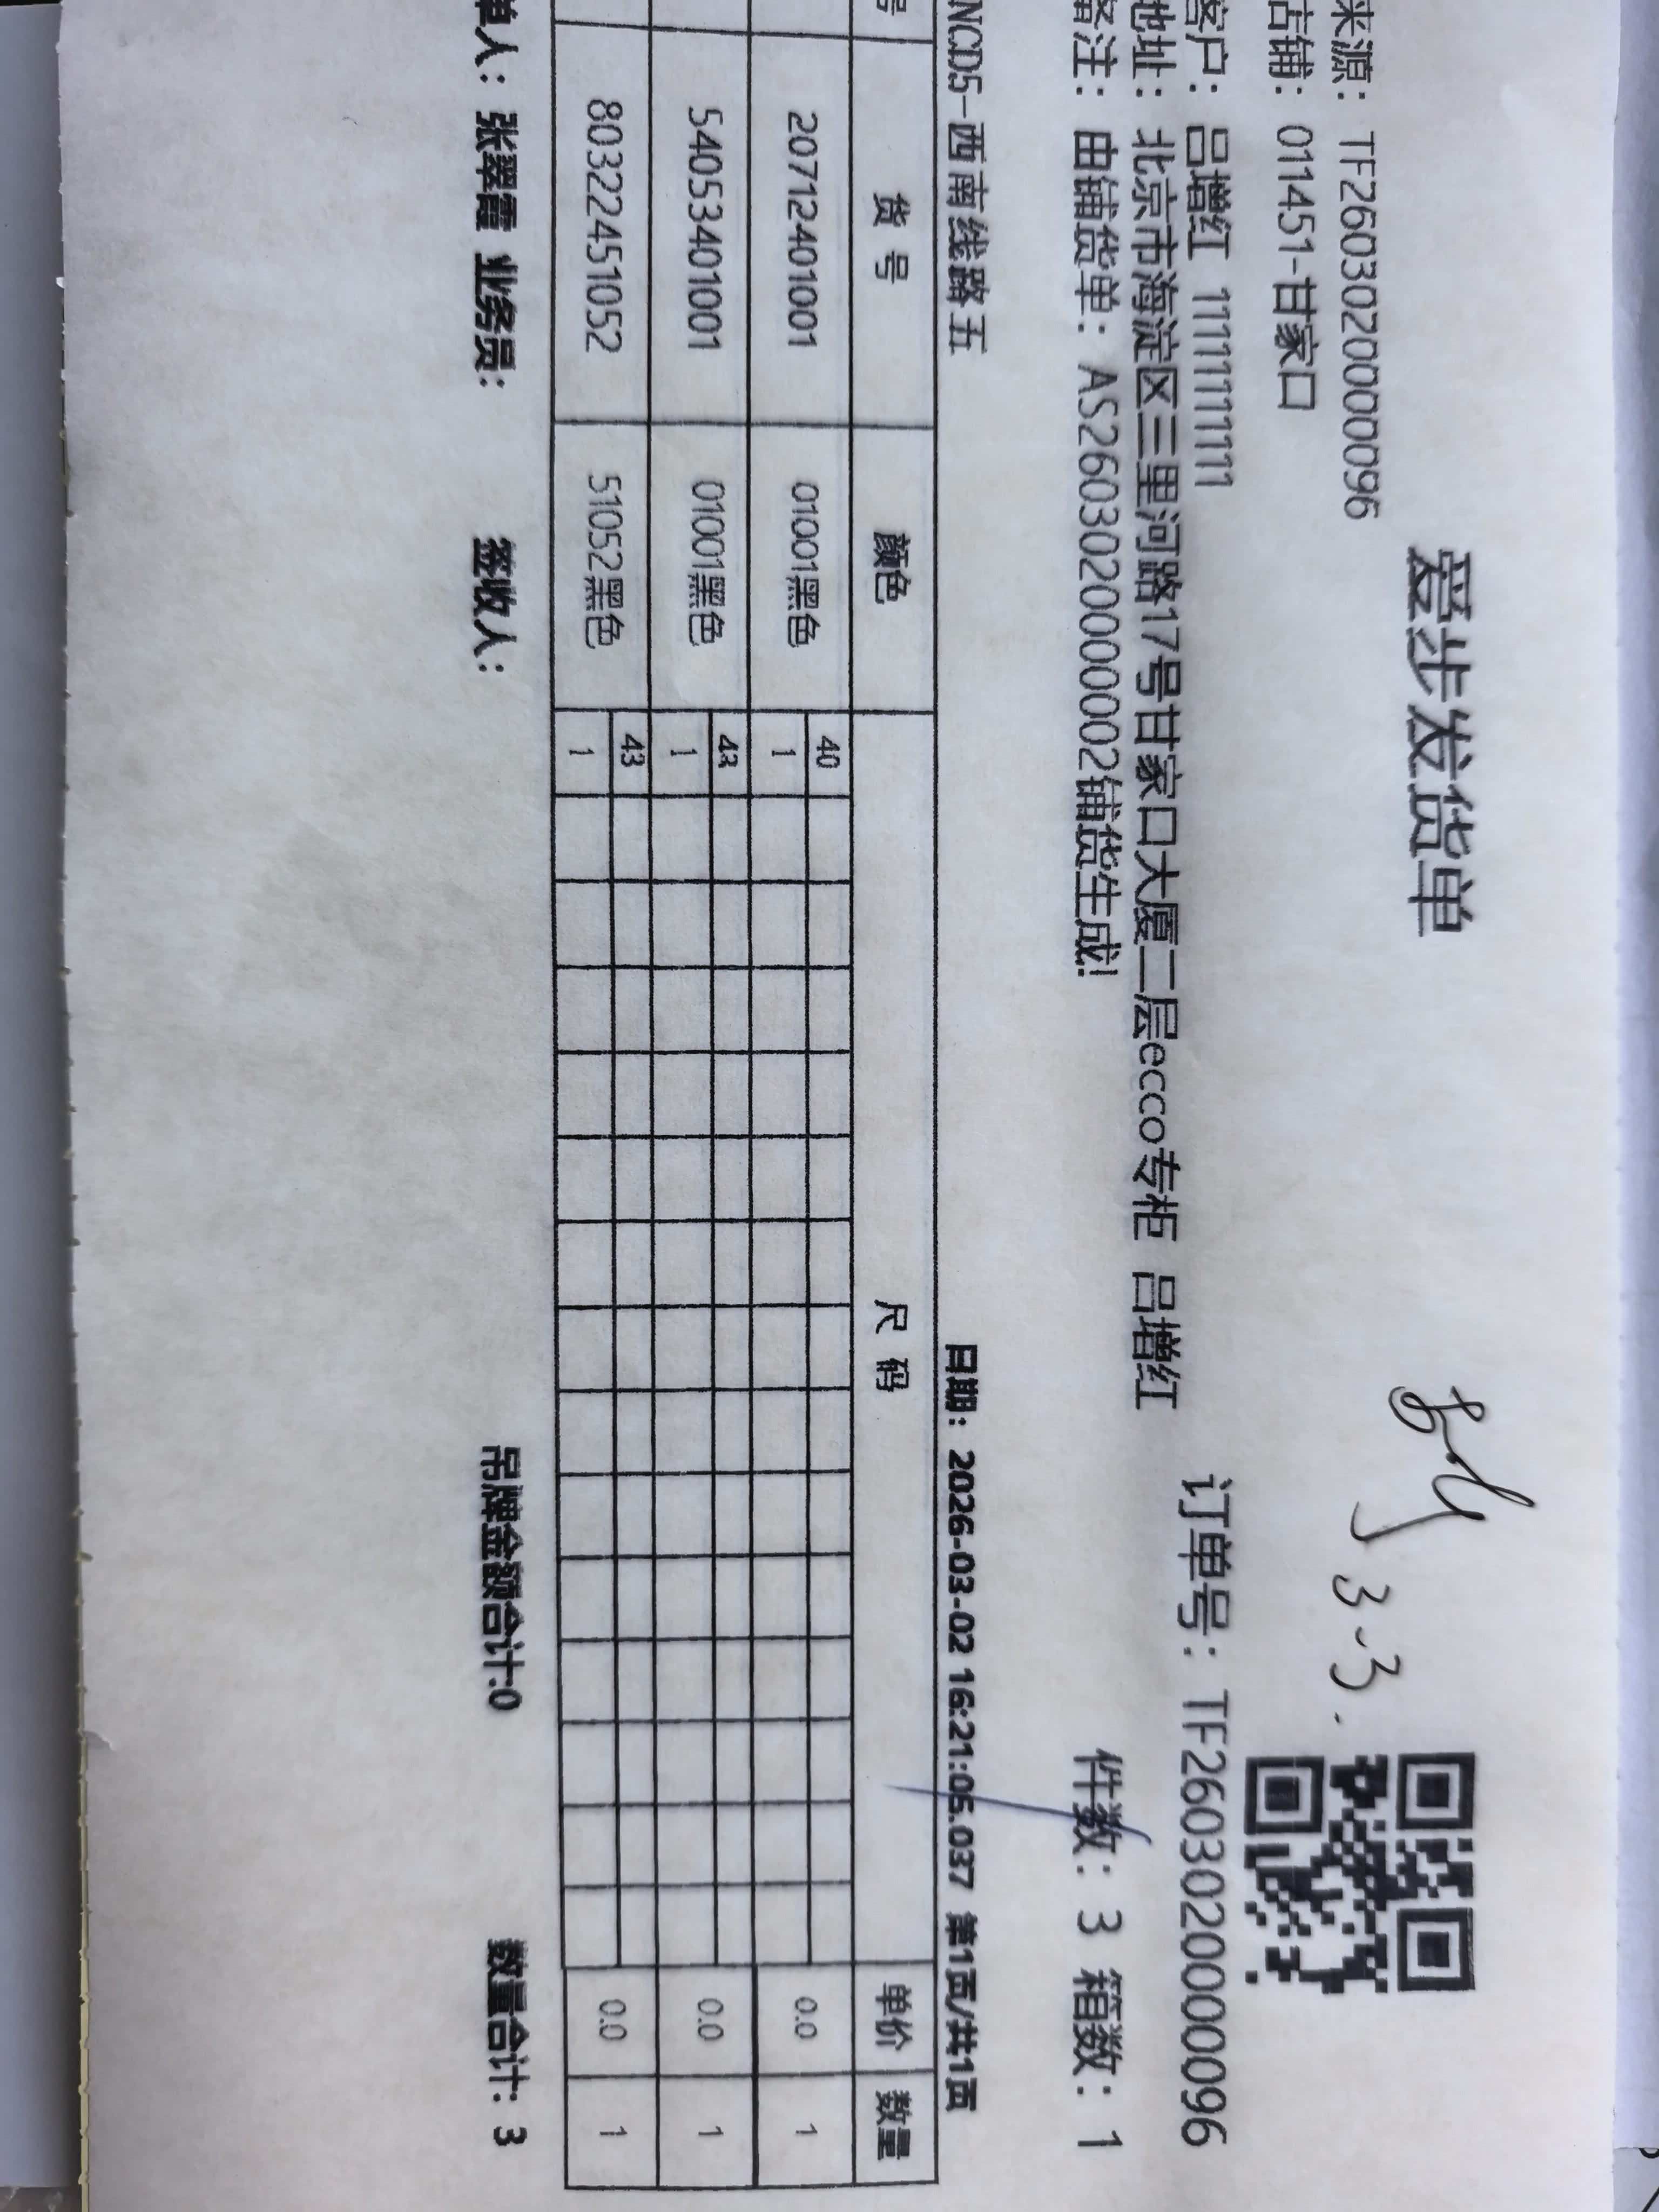 爱步发货单
来源：TF26030200000096
店铺：011451-甘家口
3-3.
客户：吕增红 11111111111
订单号：TF26030200000096
地址：北京市海淀区三里河路17号甘家口大厦二层ecco专柜 吕增红
备注：由铺货单：AS26030200000002铺货生成!
件数：3 箱数：1
NCD5-西南线路五
日期：2026-03-02 16:21:05.037 第1页/共1页
号 货号 颜色 尺码 单价 数量
20712401001 01001黑色 40 0.0 1
1
54053401001 01001黑色 43 0.0 1
1
80322451052 51052黑色 43 0.0 1
1
单人：张翠霞 业务员： 签收人： 吊牌金额合计:0 数量合计：3